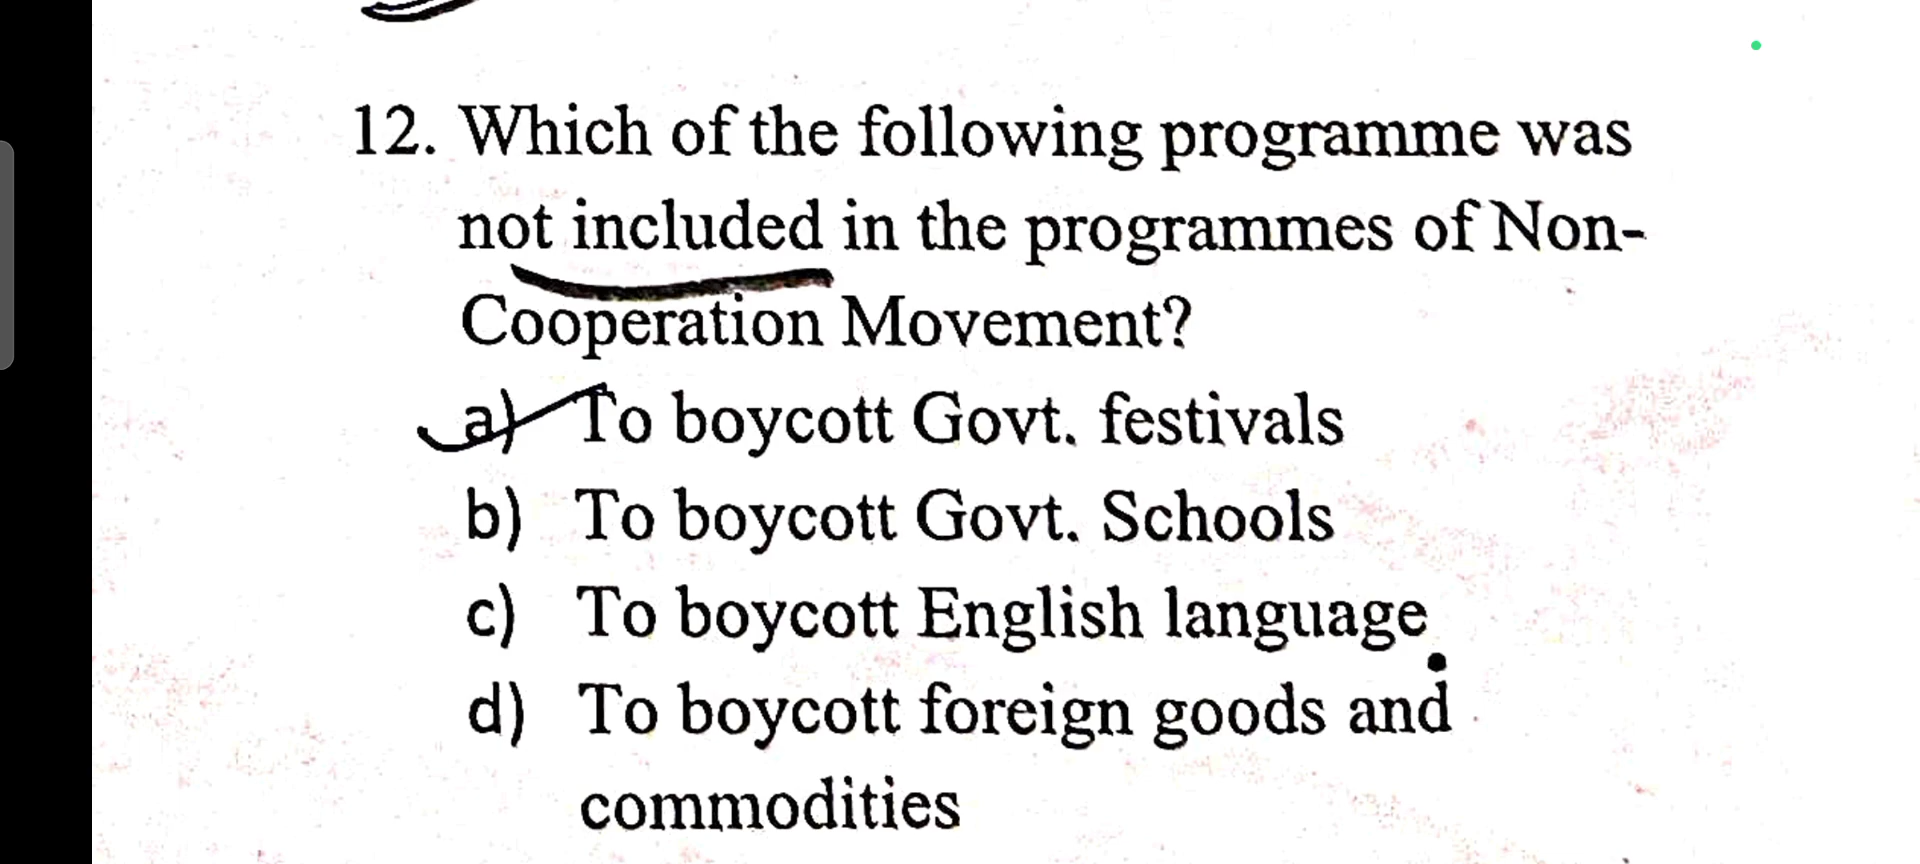 12. Which of the following programme was
not included in the programmes of Non-
Cooperation Movement?
a) To boycott Govt. festivals
b) To boycott Govt. Schools
c) To boycott English language
d) To boycott foreign goods and
commodities